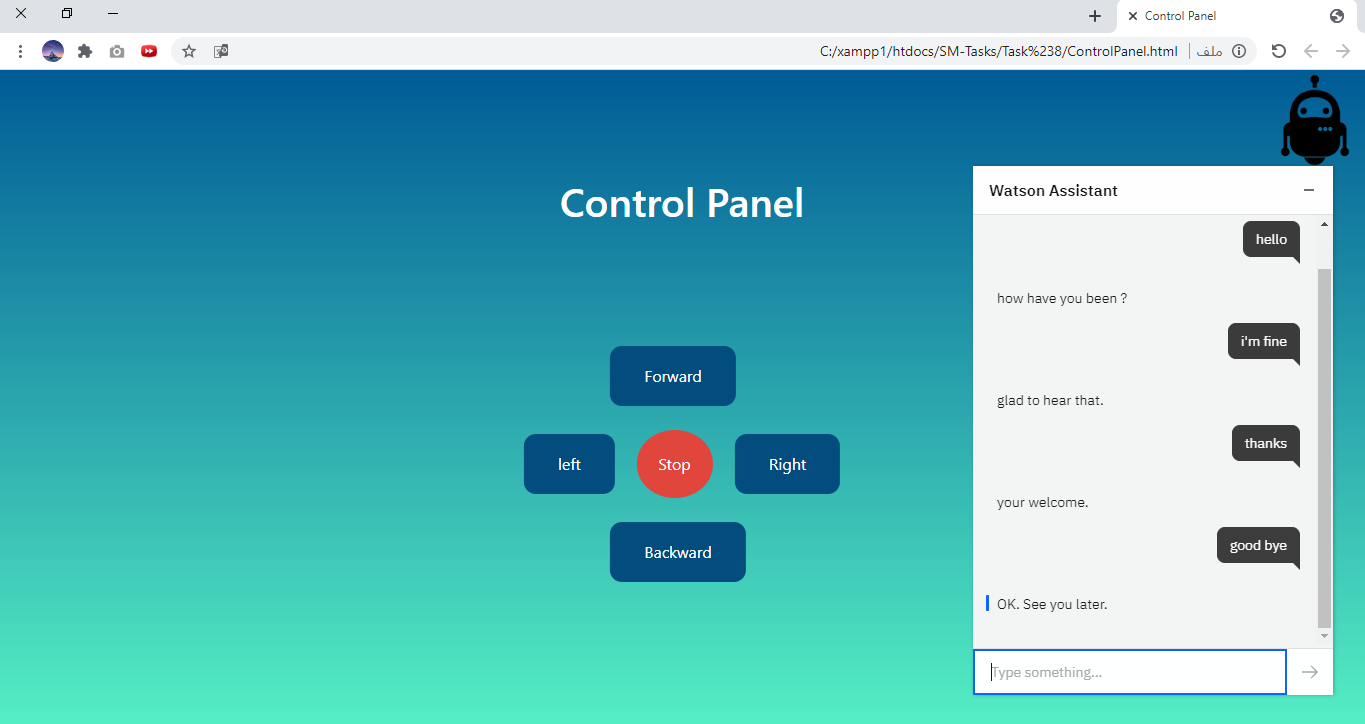 Control Panel
C:/xampp1/htdocs/SM-Tasks/Task%238/ControlPanel.html
ملف
Control Panel
Forward
left
Stop
Right
Backward
Watson Assistant
hello
how have you been ?
i'm fine
glad to hear that.
thanks
your welcome.
good bye
OK. See you later.
Type something...